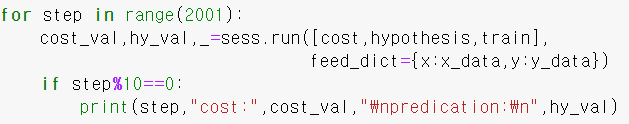 for step in range(2001):
    cost_val,hy_val,_=sess.run([cost,hypothesis,train],
                               feed_dict={x:x_data,y:y_data})
    if step%10==0:
        print(step,"cost:",cost_val,"₩npredication:₩n",hy_val)